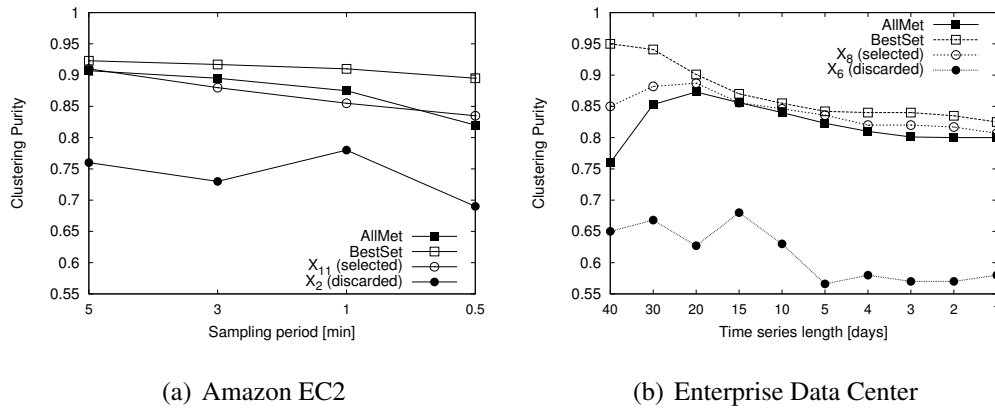 1
0.95
0.9
0.85
0.8
0.75
0.7
0.65
0.6
0.55
Clustering Purity
AllMet
BestSet
X11 (selected)
X2 (discarded)
5 3 1 0.5
Sampling period [min]
(a) Amazon EC2
1
0.95
0.9
0.85
0.8
0.75
0.7
0.65
0.6
0.55
Clustering Purity
AllMet
BestSet
X8 (selected)
X6 (discarded)
40 30 20 15 10 5 4 3 2 1
Time series length [days]
(b) Enterprise Data Center